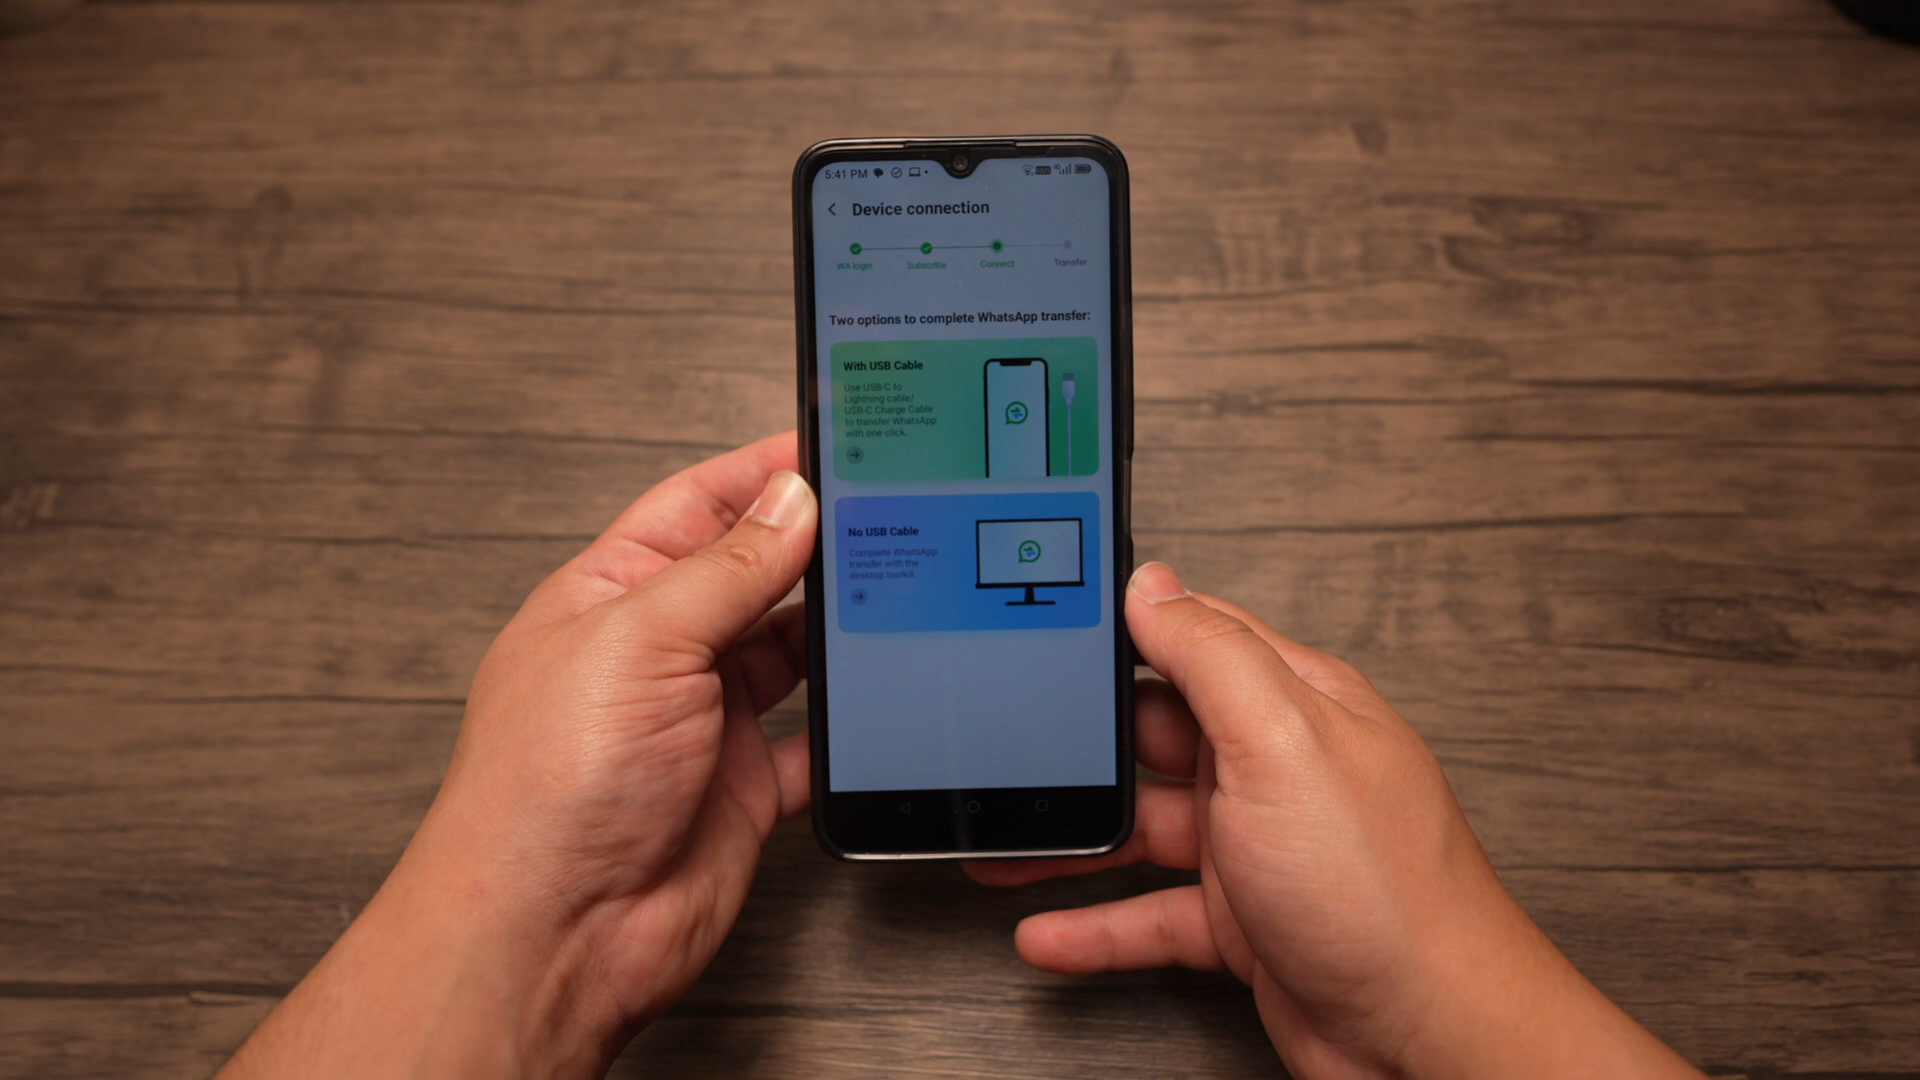 5:41 PM
Device connection
WA login
Subscribe
Connect
Transfer
Two options to complete WhatsApp transfer:
With USB Cable
Use USB-C to
Lightning cable/
USB-C Charge Cable
to transfer WhatsApp
with one click.
No USB Cable
Complete WhatsApp
transfer with the
desktop toolkit.